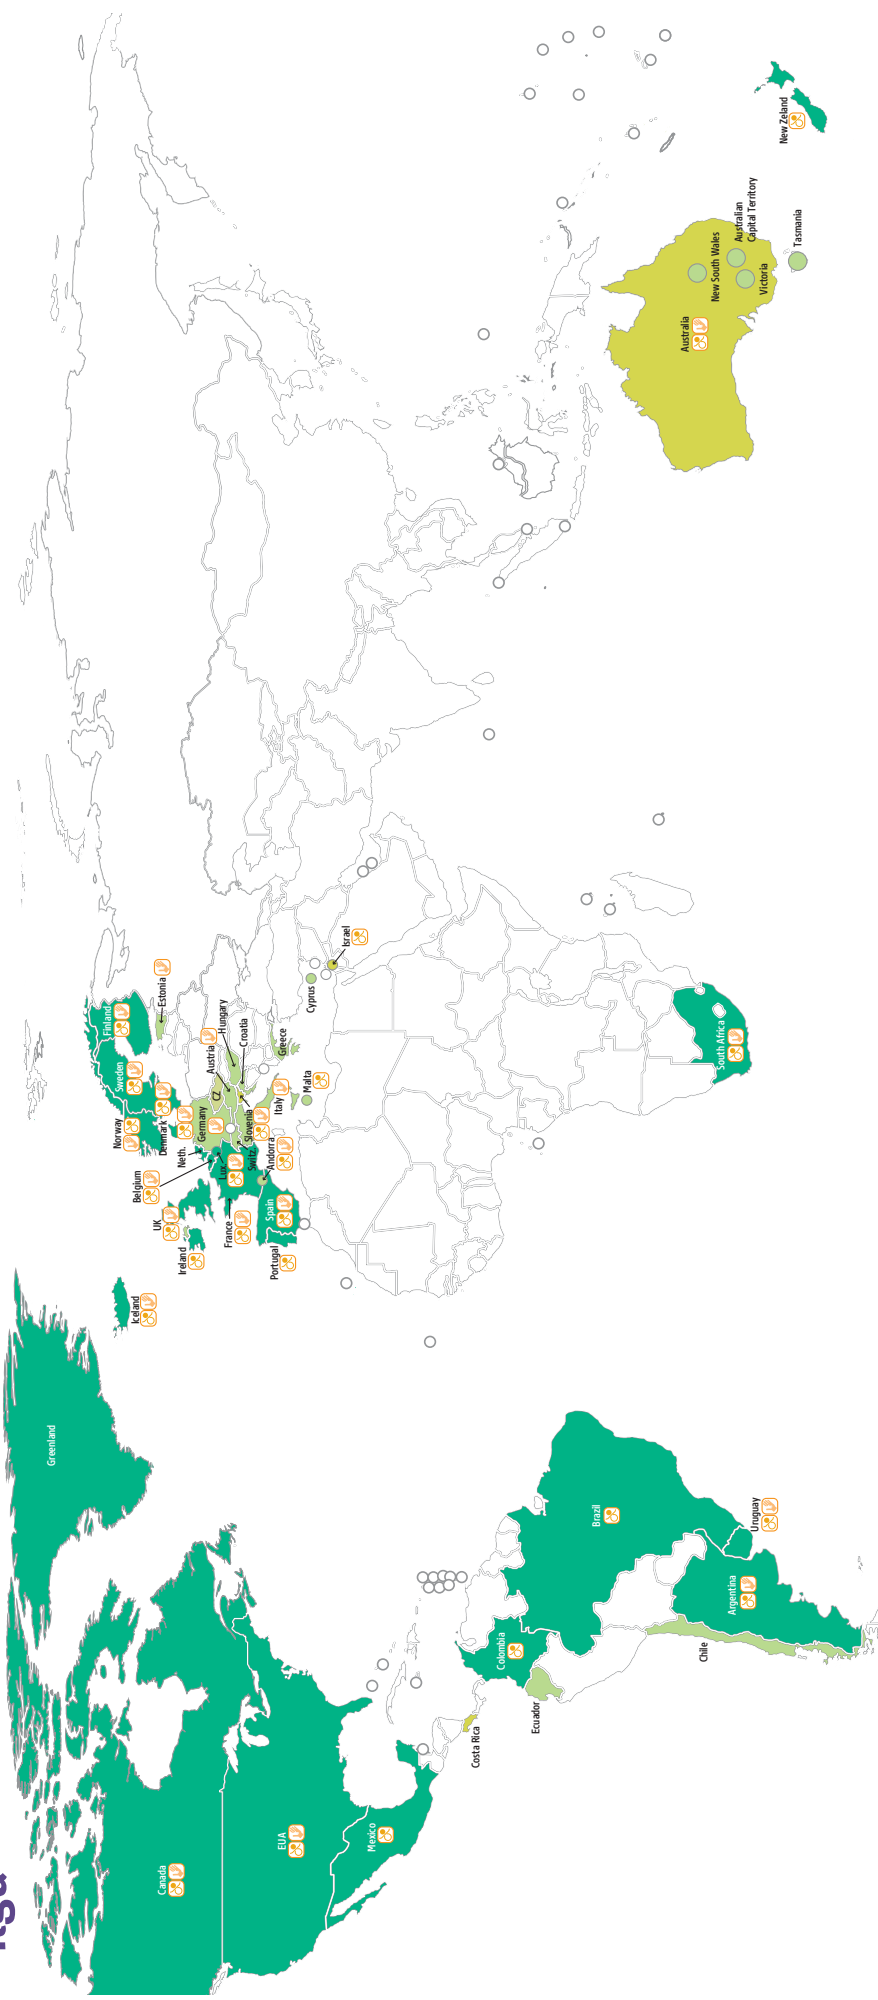 Greenland
Canada
EUA
Mexico
Costa Rica
Colombia
Ecuador
Brazil
Chile
Argentina
Uruguay
Iceland
Ireland
UK
Portugal
Spain
France
Andorra
Belgium
Neth.
Lux.
Switz.
Germany
Denmark
Norway
Sweden
Finland
Estonia
CZ
Austria
Hungary
Slovenia
Croatia
Italy
Malta
Greece
Cyprus
Israel
South Africa
Australia
New South Wales
Australian
Capital Territory
Victoria
Tasmania
New Zeland